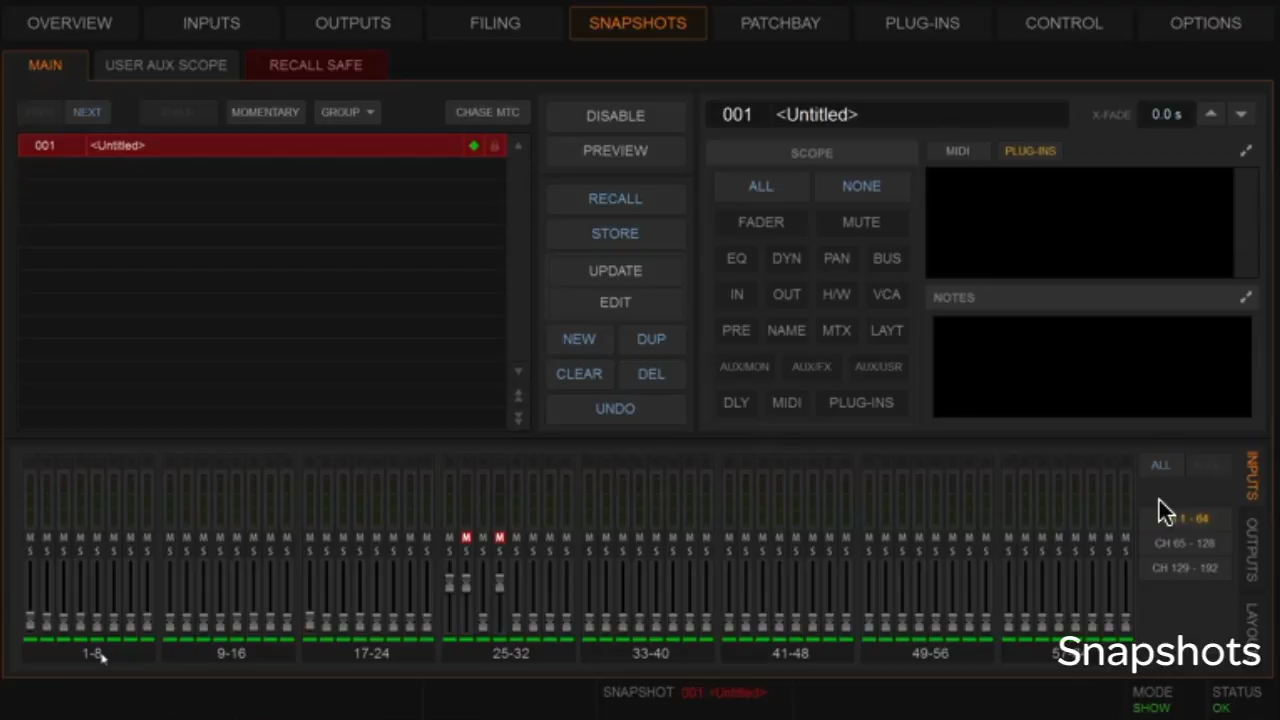 OVERVIEW INPUTS OUTPUTS FILING SNAPSHOTS PATCHBAY PLUG-INS CONTROL OPTIONS
MAIN USER AUX SCOPE RECALL SAFE
NEXT MOMENTARY GROUP CHASE MTC
001 <Untitled>
DISABLE
PREVIEW
RECALL
STORE
UPDATE
EDIT
NEW DUP
CLEAR DEL
UNDO
001 <Untitled> X-FADE 0.0 s
SCOPE
ALL NONE
FADER MUTE
EQ DYN PAN BUS
IN OUT H/W VCA
PRE NAME MTX LAYT
AUX/MON AUX/FX AUX/USR
DLY MIDI PLUG-INS
MIDI PLUG-INS
NOTES
M M M M M M M M M M M M M M M M M M M M M M M M M M M M M M M M M M M M M M M M M M M M M M M M M M M M M M M M M M M M M M M M
S S S S S S S S S S S S S S S S S S S S S S S S S S S S S S S S S S S S S S S S S S S S S S S S S S S S S S S S S S S S S S S S
1-8 9-16 17-24 25-32 33-40 41-48 49-56
ALL
1 - 64
CH 65 - 128
CH 129 - 192
INPUTS
OUTPUTS
Snapshots
SNAPSHOT 001 <Untitled>
MODE
SHOW
STATUS
OK